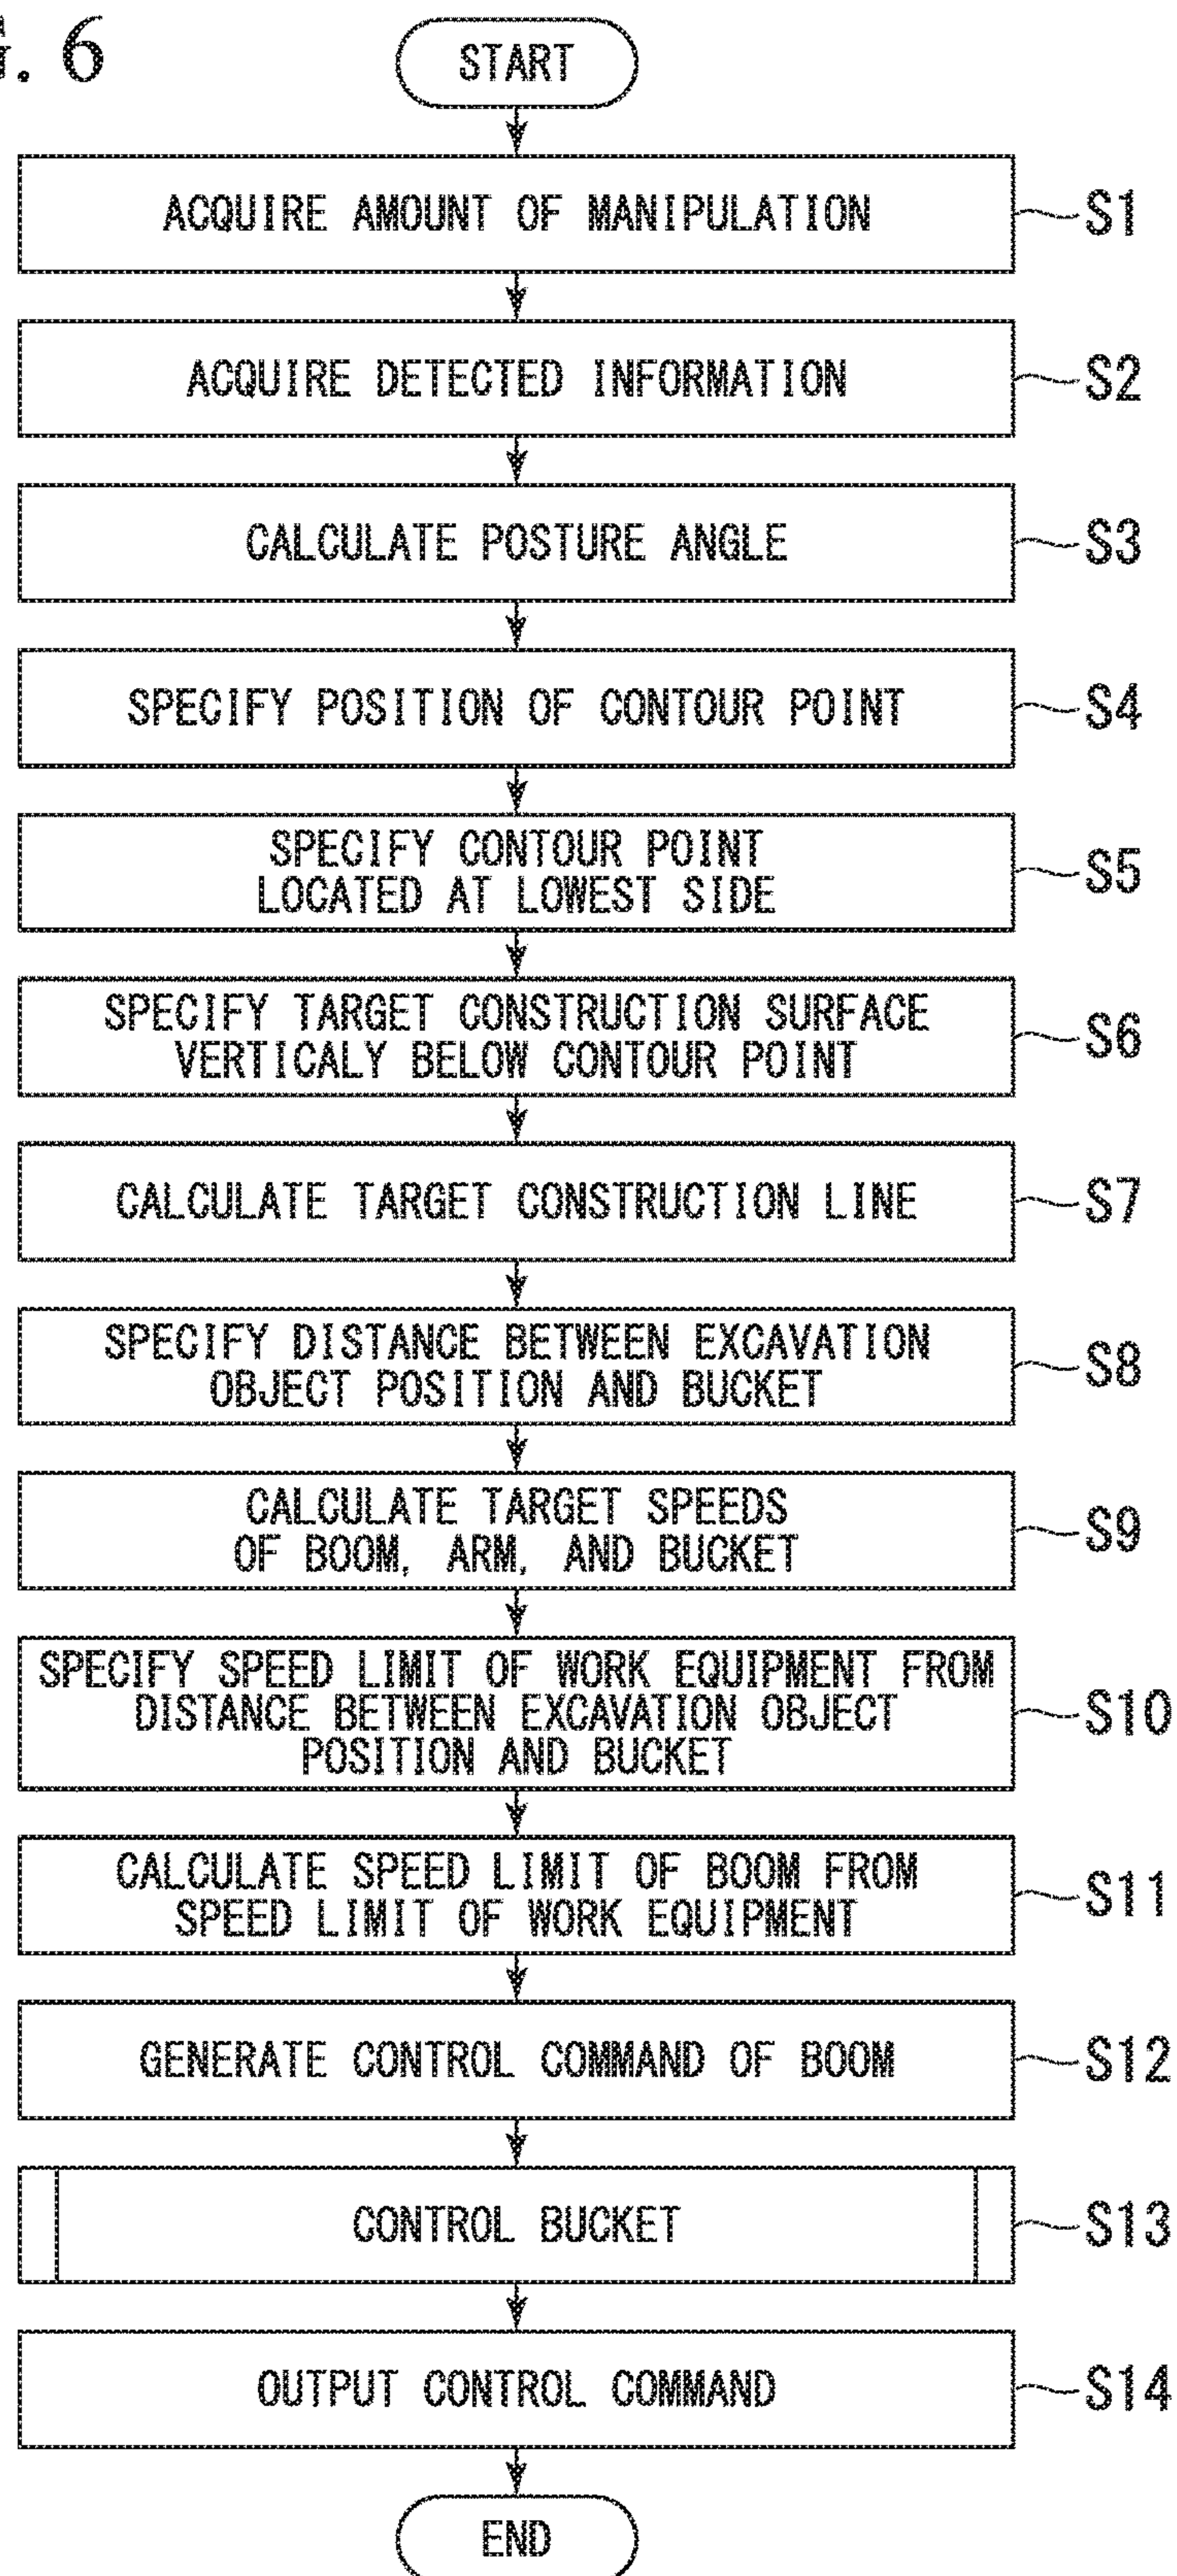 G. 6
START
ACQUIRE AMOUNT OF MANIPULATION
S1
ACQUIRE DETECTED INFORMATION
S2
CALCULATE POSTURE ANGLE
S3
SPECIFY POSITION OF CONTOUR POINT
S4
SPECIFY CONTOUR POINT
LOCATED AT LOWEST SIDE
S5
SPECIFY TARGET CONSTRUCTION SURFACE
VERTICALY BELOW CONTOUR POINT
S6
CALCULATE TARGET CONSTRUCTION LINE
S7
SPECIFY DISTANCE BETWEEN EXCAVATION
OBJECT POSITION AND BUCKET
S8
CALCULATE TARGET SPEEDS
OF BOOM, ARM, AND BUCKET
S9
SPECIFY SPEED LIMIT OF WORK EQUIPMENT FROM
DISTANCE BETWEEN EXCAVATION OBJECT
POSITION AND BUCKET
S10
CALCULATE SPEED LIMIT OF BOOM FROM
SPEED LIMIT OF WORK EQUIPMENT
S11
GENERATE CONTROL COMMAND OF BOOM
S12
CONTROL BUCKET
S13
OUTPUT CONTROL COMMAND
S14
END